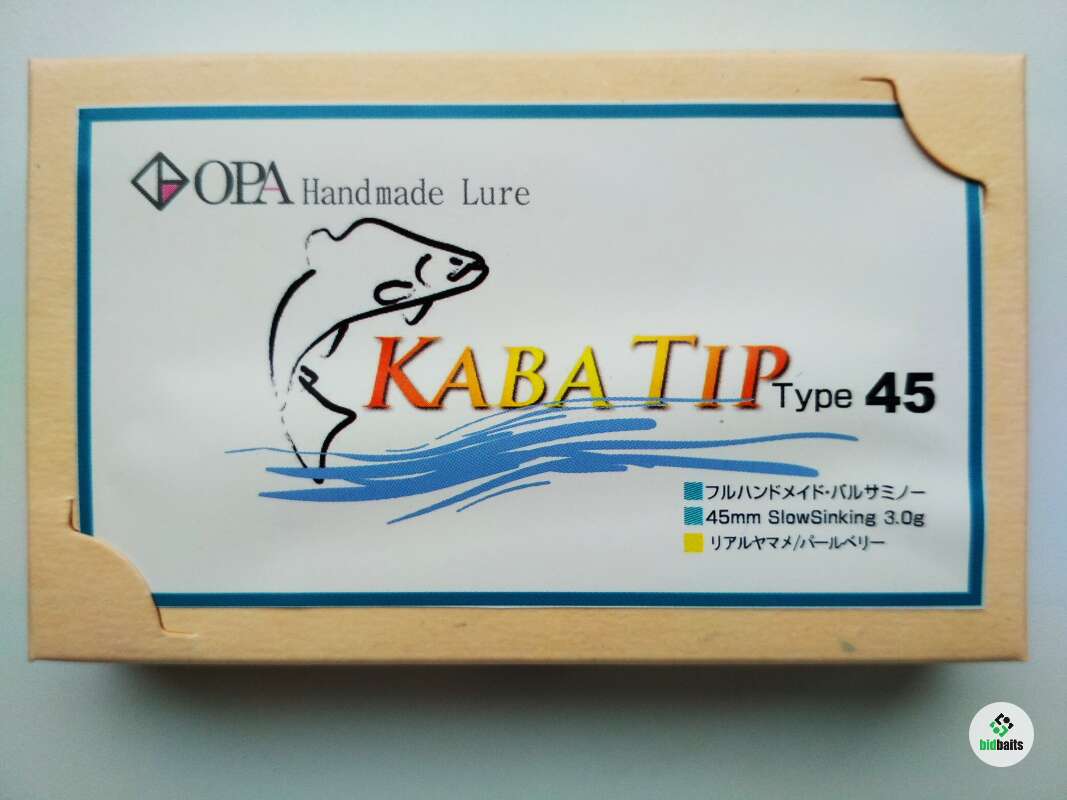 OPA Handmade Lure
KABA TIP Type 45
フルハンドメイド・バルサミノー
45mm SlowSinking 3.0g
リアルヤマメ/パールベリー
bidbaits